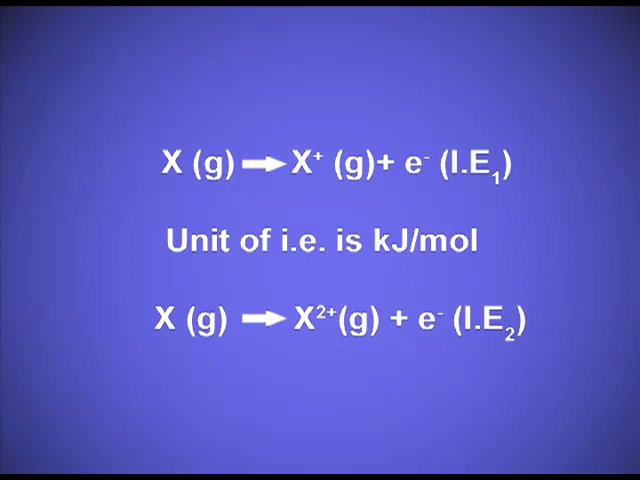 X (g) → X⁺ (g)+ e⁻ (I.E₁)
Unit of i.e. is kJ/mol
X (g) → X²⁺(g) + e⁻ (I.E₂)